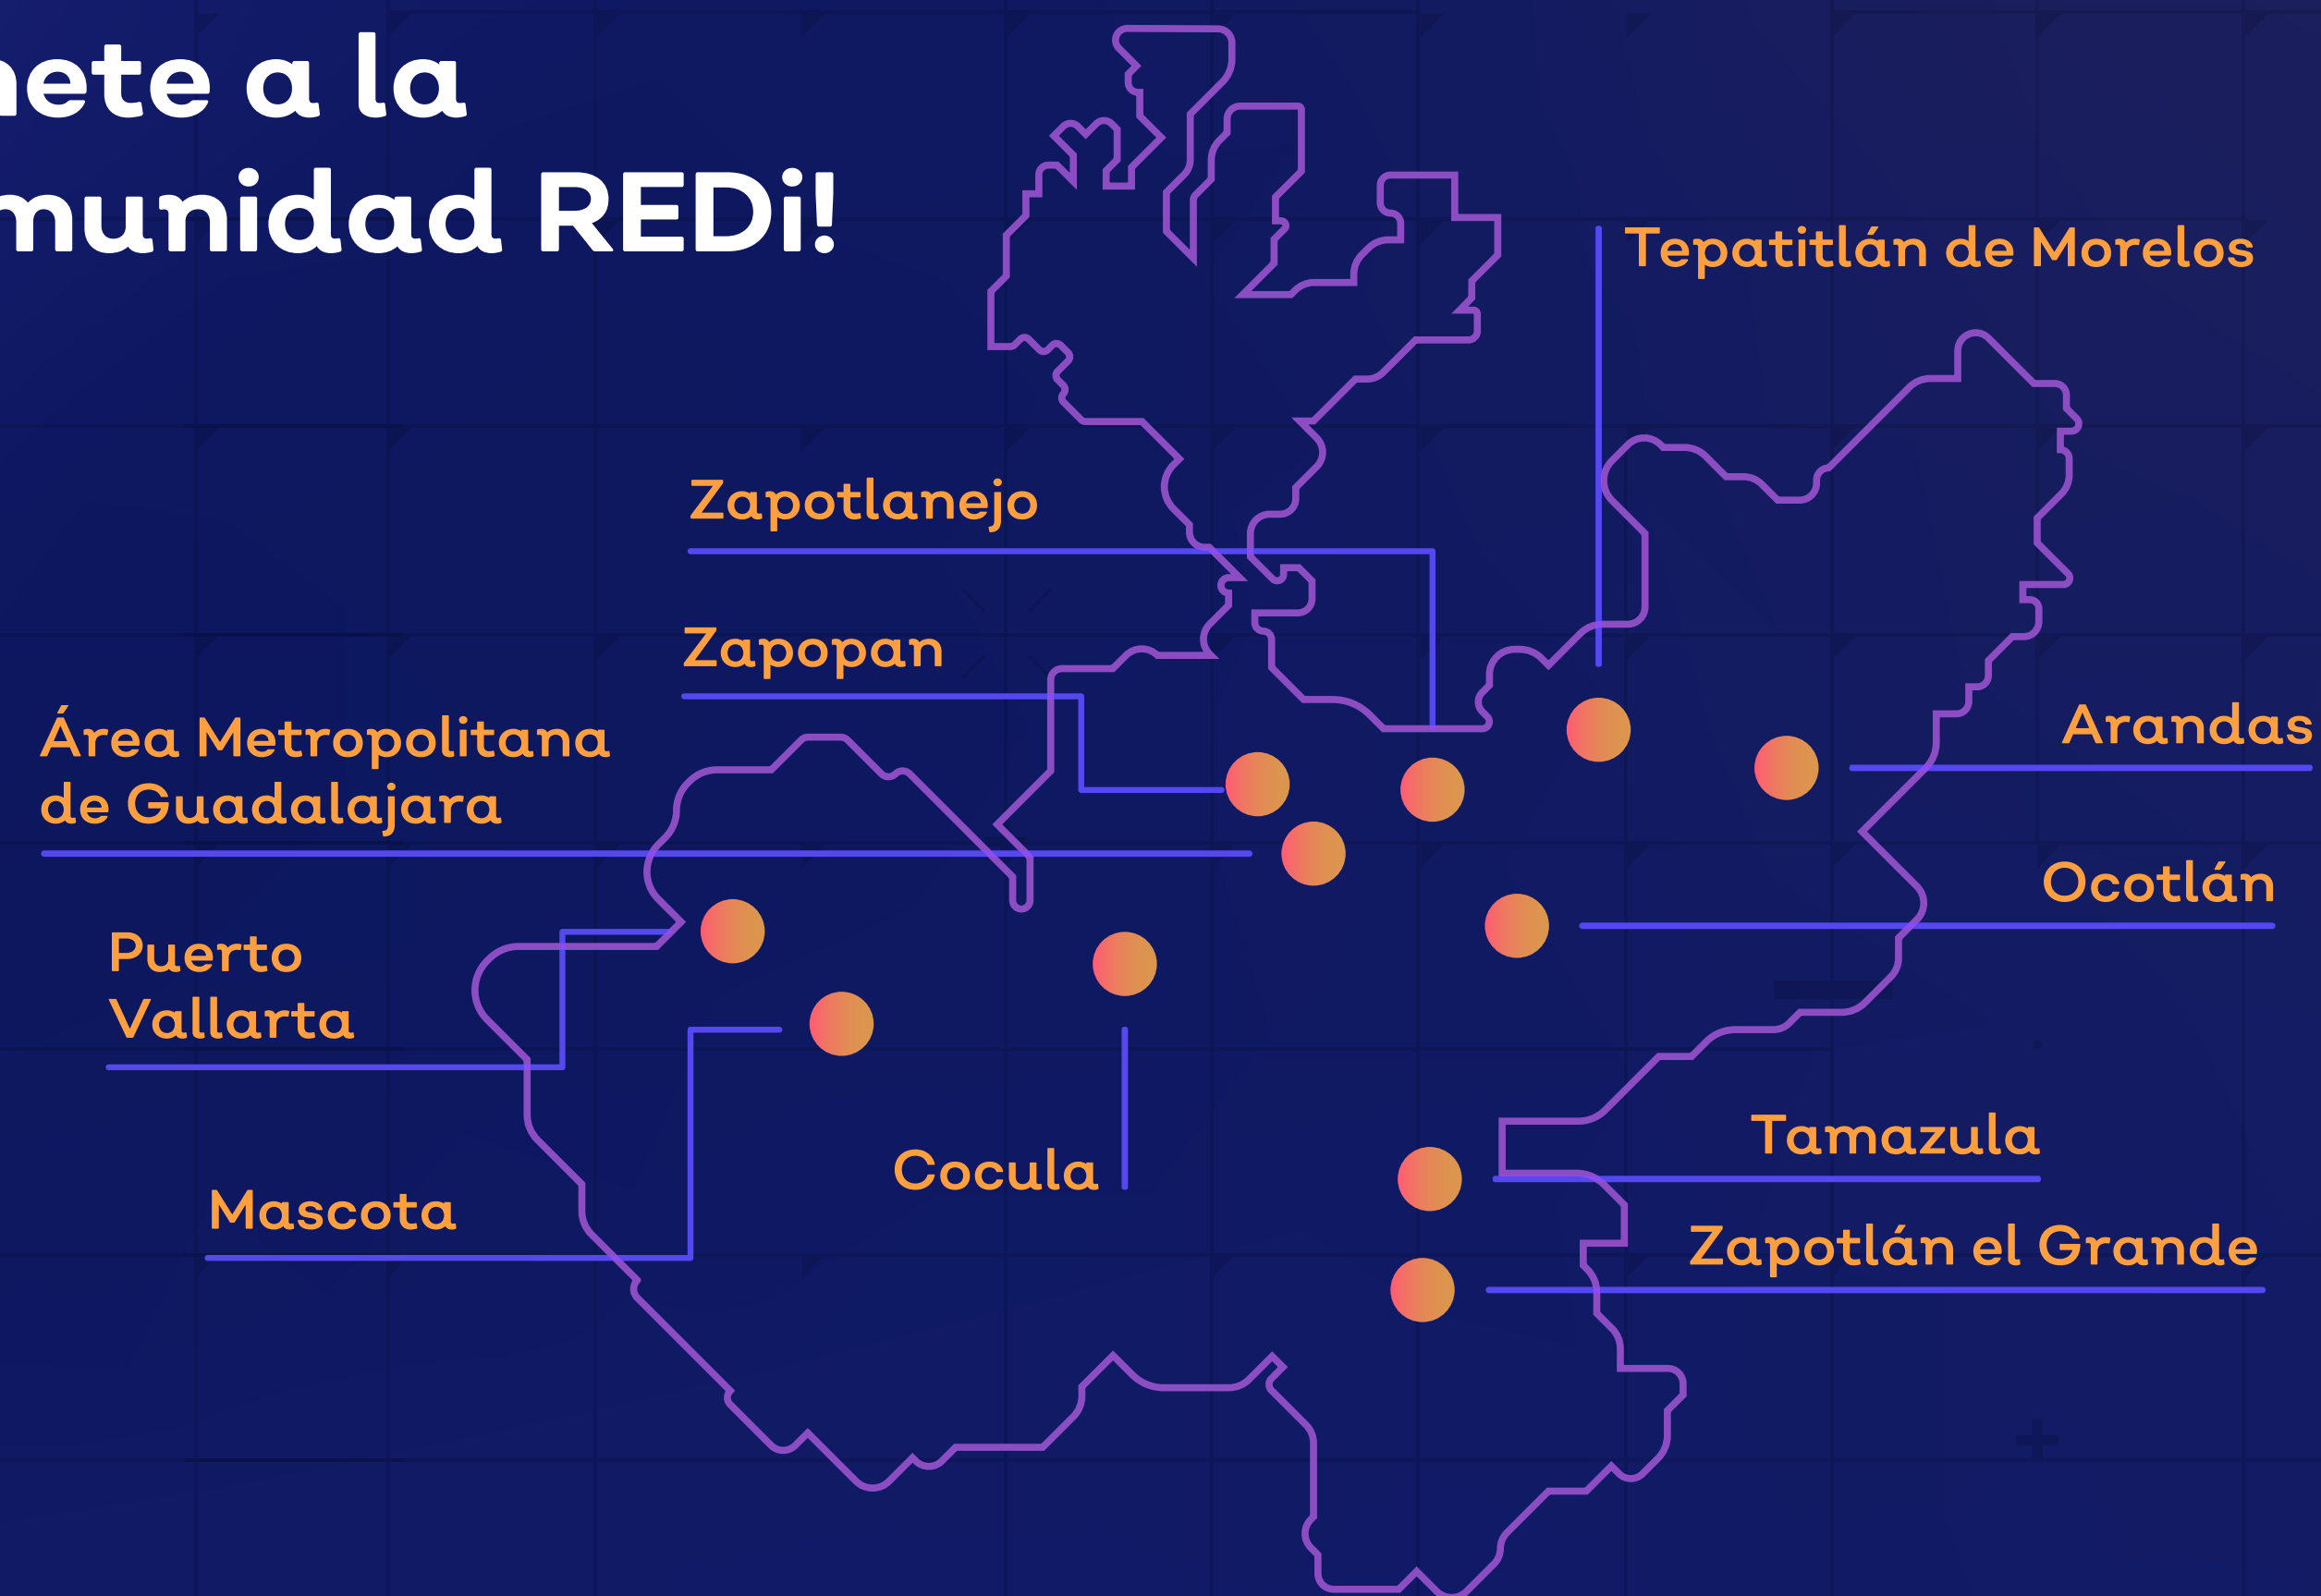 nete a la
munidad REDi!
Tepatitlán de Morelos
Zapotlanejo
Zapopan
Área Metropolitana
de Guadalajara
Arandas
Ocotlán
Puerto
Vallarta
Tamazula
Cocula
Mascota
Zapotlán el Grande